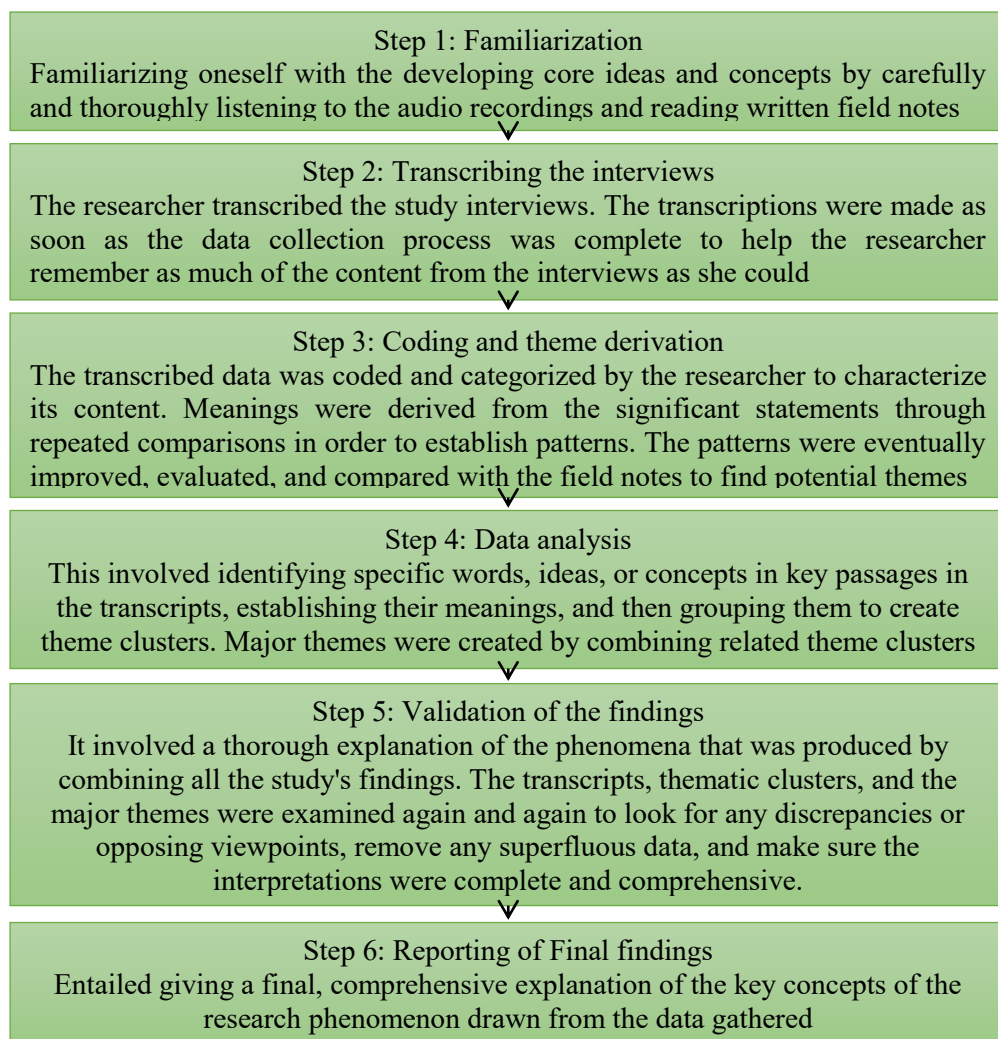 Step 1: Familiarization
Familiarizing oneself with the developing core ideas and concepts by carefully
and thoroughly listening to the audio recordings and reading written field notes
Step 2: Transcribing the interviews
The researcher transcribed the study interviews. The transcriptions were made as
soon as the data collection process was complete to help the researcher
remember as much of the content from the interviews as she could
Step 3: Coding and theme derivation
The transcribed data was coded and categorized by the researcher to characterize
its content. Meanings were derived from the significant statements through
repeated comparisons in order to establish patterns. The patterns were eventually
improved, evaluated, and compared with the field notes to find potential themes
Step 4: Data analysis
This involved identifying specific words, ideas, or concepts in key passages in
the transcripts, establishing their meanings, and then grouping them to create
theme clusters. Major themes were created by combining related theme clusters
Step 5: Validation of the findings
It involved a thorough explanation of the phenomena that was produced by
combining all the study's findings. The transcripts, thematic clusters, and the
major themes were examined again and again to look for any discrepancies or
opposing viewpoints, remove any superfluous data, and make sure the
interpretations were complete and comprehensive.
Step 6: Reporting of Final findings
Entailed giving a final, comprehensive explanation of the key concepts of the
research phenomenon drawn from the data gathered